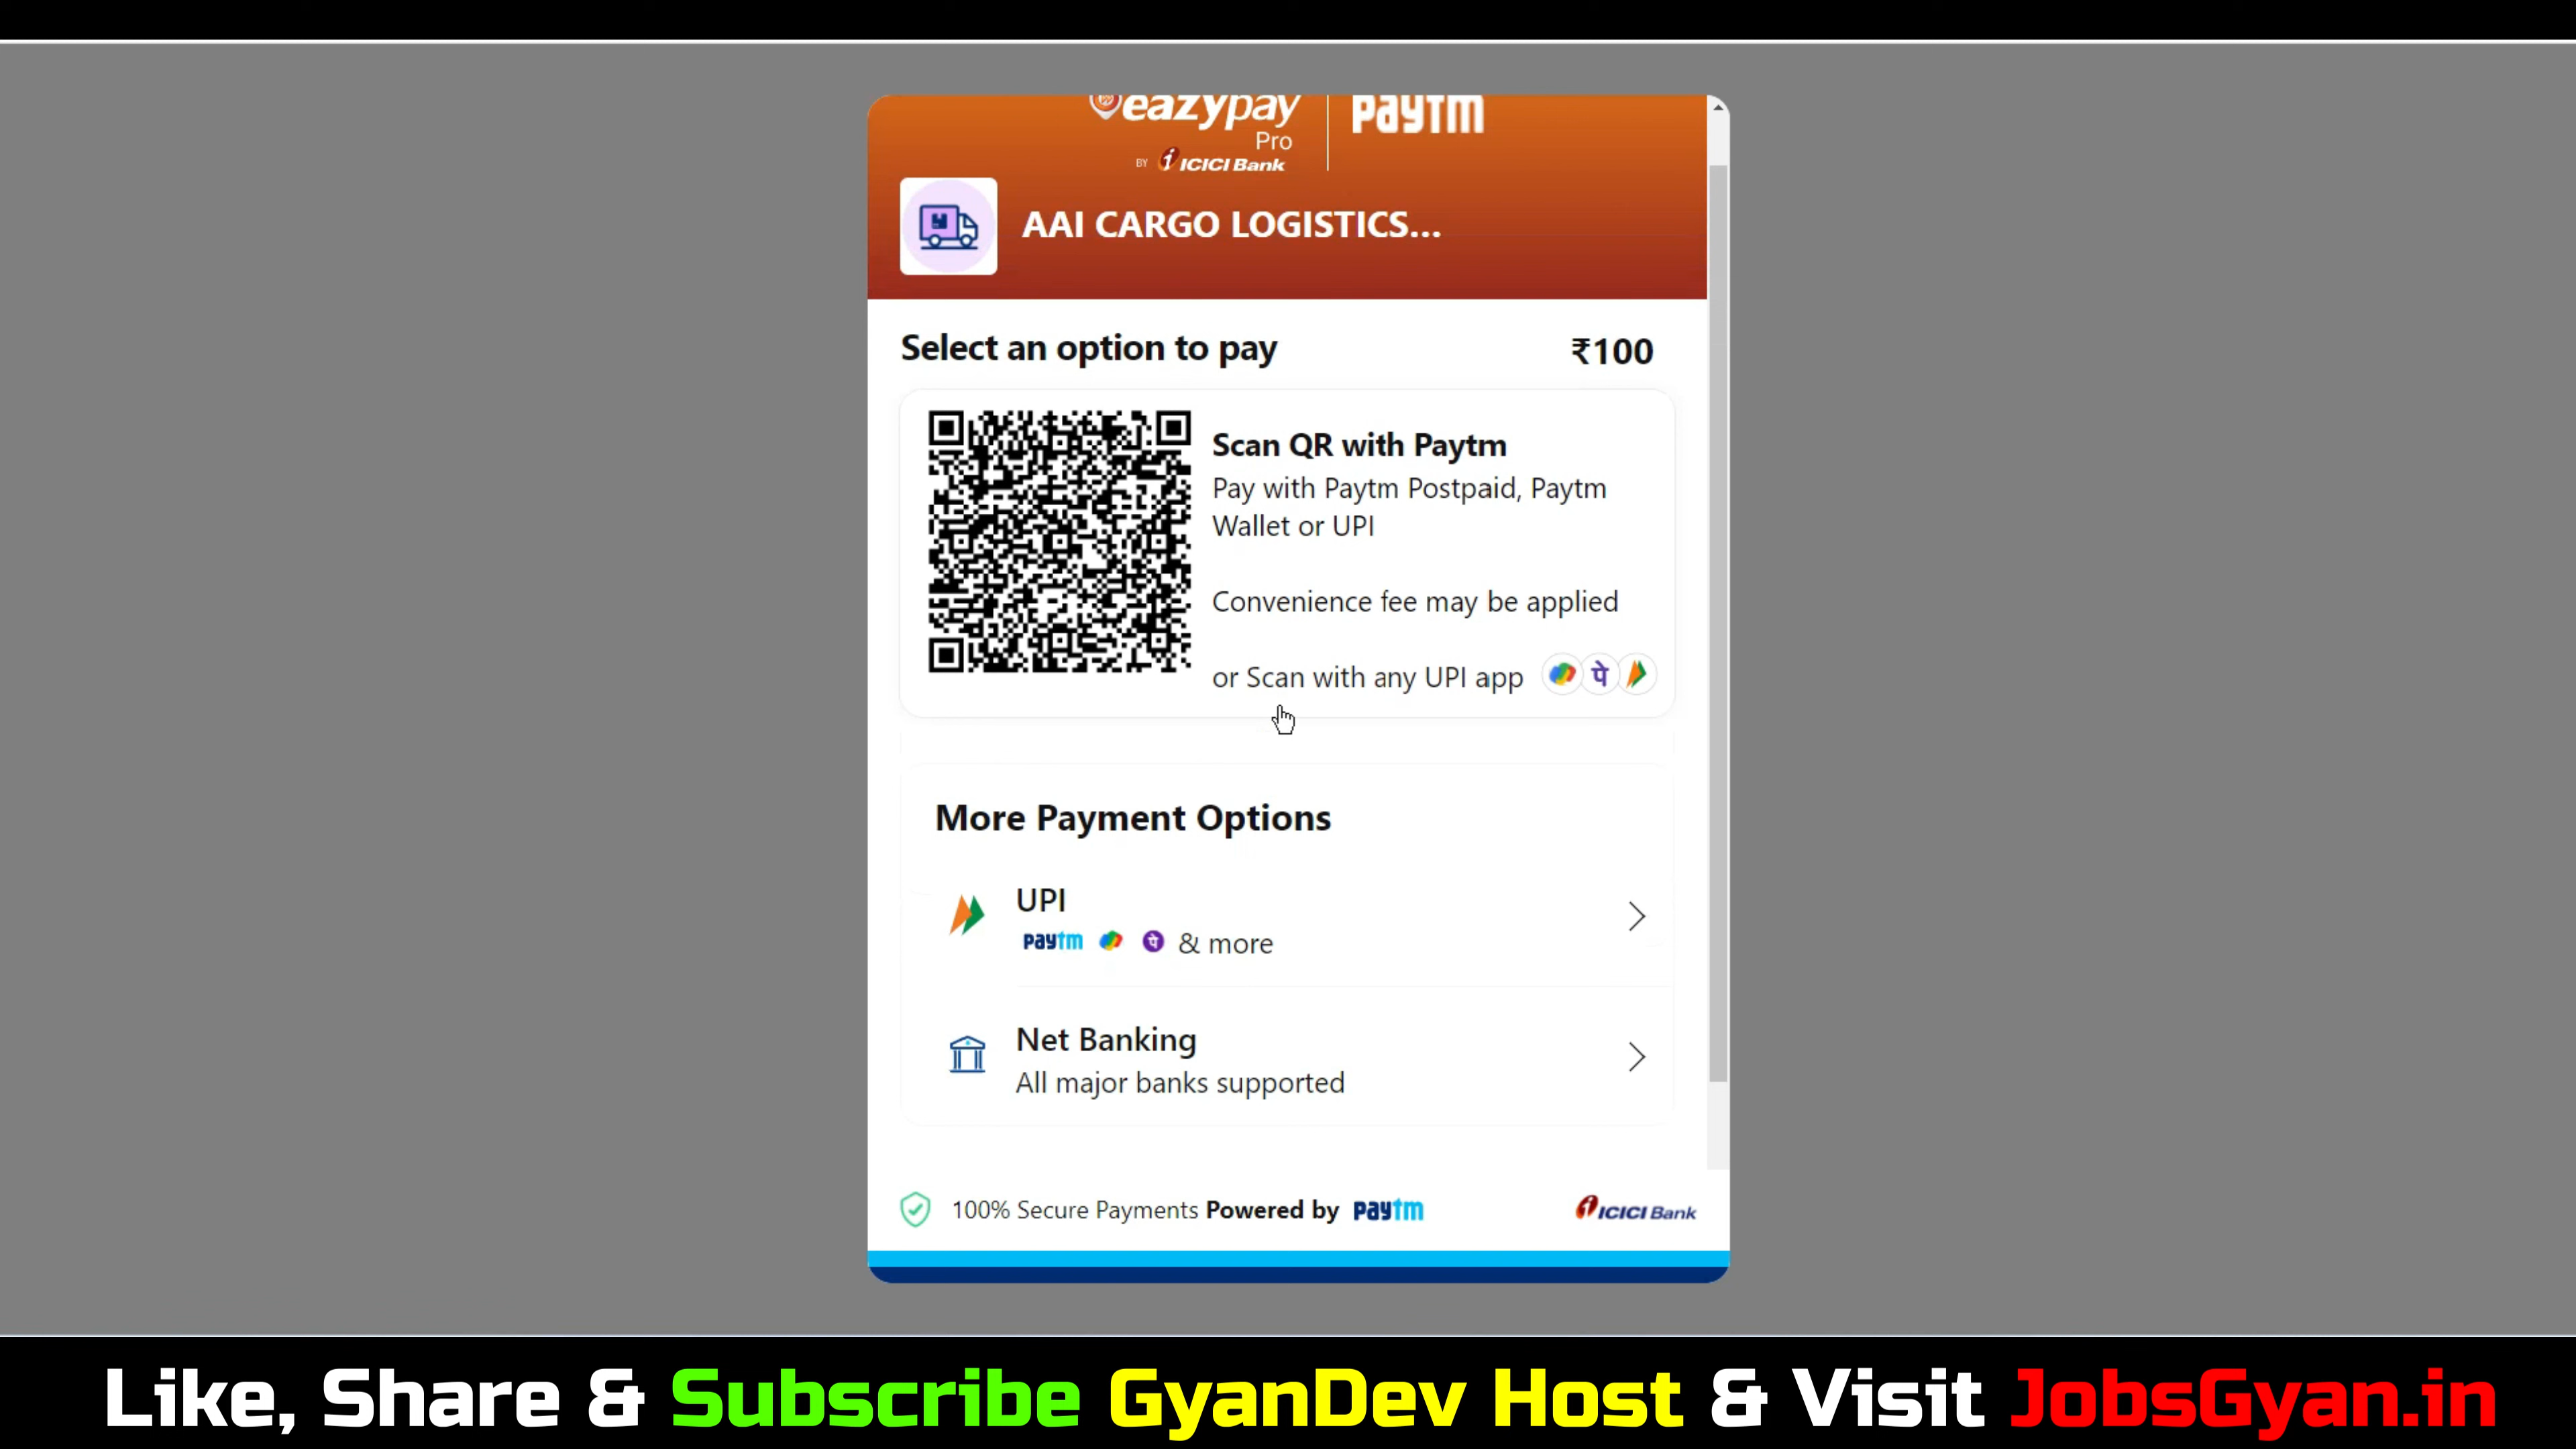 eazypay
Pro
BY ICICI Bank
paytm
AAI CARGO LOGISTICS...
Select an option to pay
₹100
Scan QR with Paytm
Pay with Paytm Postpaid, Paytm
Wallet or UPI
Convenience fee may be applied
or Scan with any UPI app
पे
More Payment Options
UPI
paytm पे & more
Net Banking
All major banks supported
100% Secure Payments Powered by paytm
ICICI Bank
Like, Share & Subscribe GyanDev Host & Visit JobsGyan.in